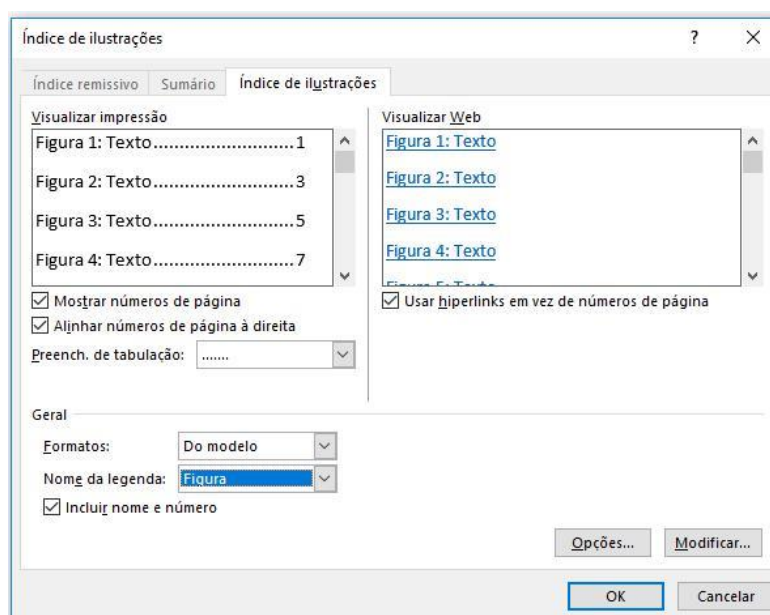 Índice de ilustrações ?
Índice remissivo Sumário Índice de ilustrações
Visualizar impressão
Figura 1: Texto..............................1
Figura 2: Texto..............................3
Figura 3: Texto..............................5
Figura 4: Texto..............................7
Visualizar Web
Figura 1: Texto
Figura 2: Texto
Figura 3: Texto
Figura 4: Texto
Figura 5: Texto
Mostrar números de página
Alinhar números de página à direita
Preench. de tabulação: .......
Usar hiperlinks em vez de números de página
Geral
Formatos: Do modelo
Nome da legenda: Figura
Incluir nome e número
Opções... Modificar...
OK Cancelar